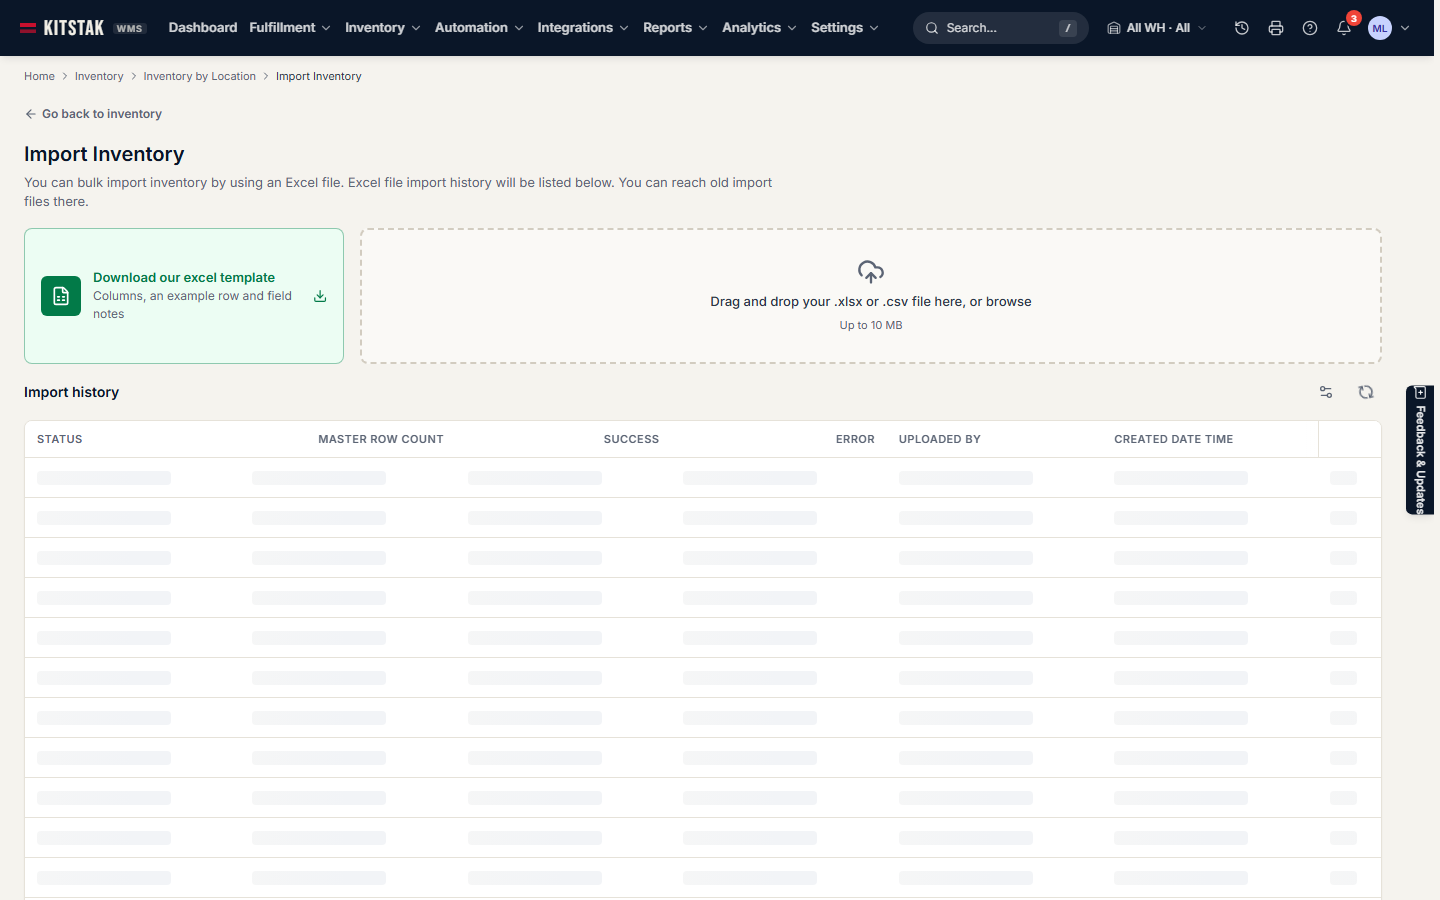 KITSTAK WMS Dashboard Fulfillment Inventory Automation Integrations Reports Analytics Settings Search... / All WH · All 3 ML
Home > Inventory > Inventory by Location > Import Inventory
Go back to inventory
Import Inventory
You can bulk import inventory by using an Excel file. Excel file import history will be listed below. You can reach old import
files there.
Download our excel template
Columns, an example row and field
notes
Drag and drop your .xlsx or .csv file here, or browse
Up to 10 MB
Import history
STATUS MASTER ROW COUNT SUCCESS ERROR UPLOADED BY CREATED DATE TIME
Feedback & Updates